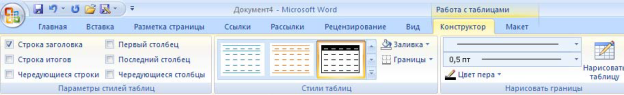 Документ4 - Microsoft Word
Работа с таблицами
Главная Вставка Разметка страницы Ссылки Рассылки Рецензирование Вид Конструктор Макет
Строка заголовка Первый столбец
Строка итогов Последний столбец
Чередующиеся строки Чередующиеся столбцы
Параметры стилей таблиц
Заливка
Границы
Стили таблиц
0,5 пт
Цвет пера
Нарисовать
таблицу
Нарисовать границы